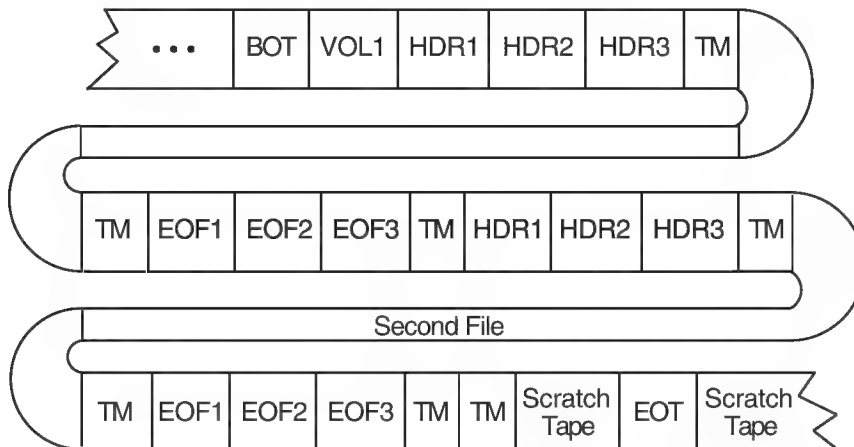 ... BOT VOL1 HDR1 HDR2 HDR3 TM
TM EOF1 EOF2 EOF3 TM HDR1 HDR2 HDR3 TM
Second File
TM EOF1 EOF2 EOF3 TM TM Scratch Tape EOT Scratch Tape